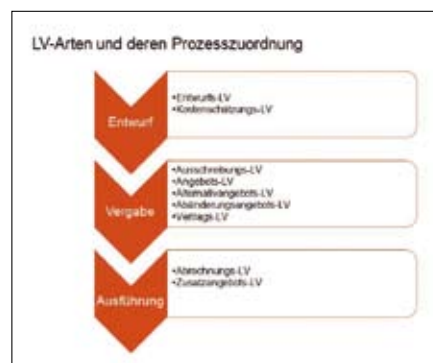 LV-Arten und deren Prozesszuordnung
Entwurf
•Entwurfs-LV
•Kostenschätzungs-LV
Vergabe
•Ausschreibungs-LV
•Angebots-LV
•Alternativangebots-LV
•Abänderungsangebots-LV
•Vertrags-LV
Ausführung
•Abrechnungs-LV
•Zusatzangebots-LV